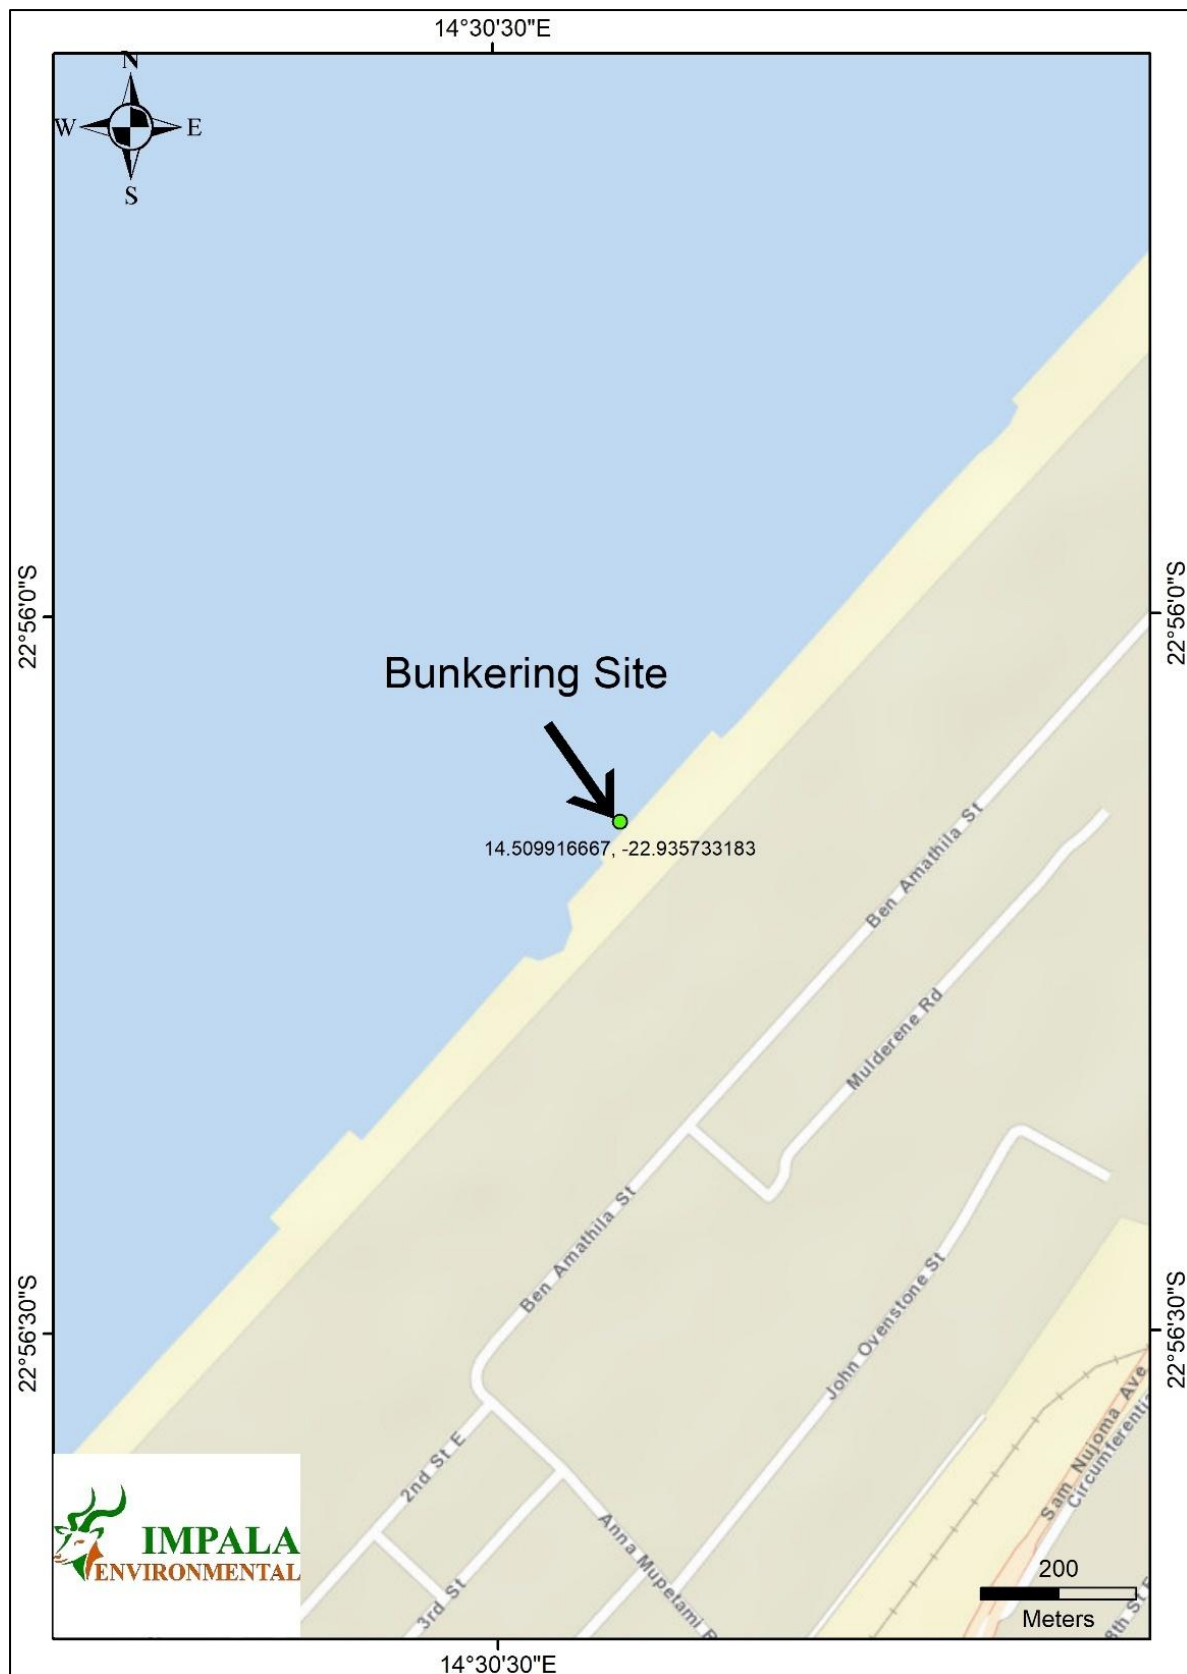 14°30'30"E
N
W
E
S
22°56'0"S
22°56'0"S
Bunkering Site
14.509916667, -22.935733183
Ben Amathila St
Mulderene Rd
Ben Amathila St
John Ovenstone St
22°56'30"S
22°56'30"S
Sam Nujoma Ave
Circumferentia
2nd St E
3rd St
Anna Mupetami R
8th St E
IMPALA
ENVIRONMENTAL
200
Meters
14°30'30"E